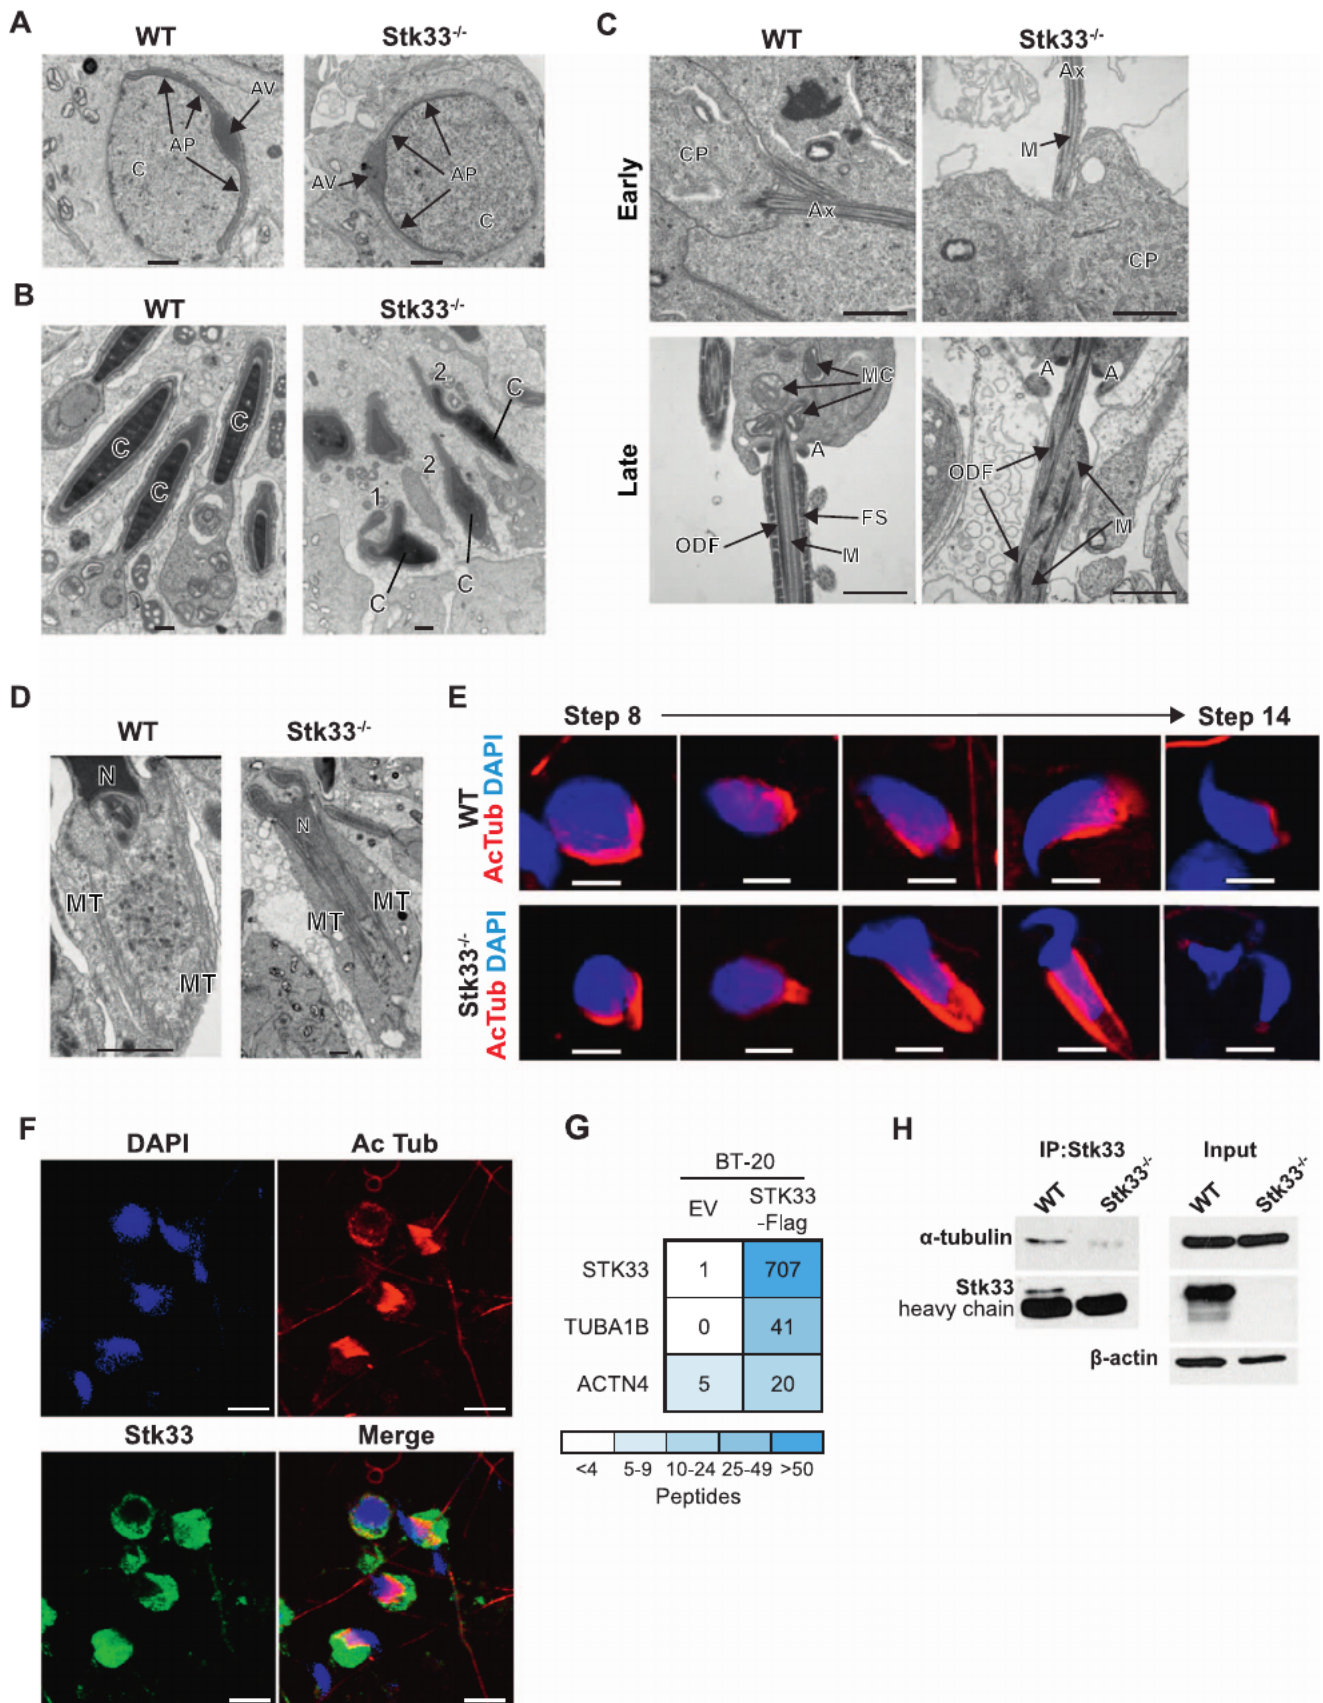 A
WT
Stk33-/-
AV
AP
C
AV
AP
C
B
WT
Stk33-/-
C
C
C
2
C
2
1
C
C
C
WT
Stk33-/-
Early
CP
Ax
Ax
M
CP
Late
MC
A
FS
ODF
M
A
A
ODF
M
D
WT
Stk33-/-
N
MT
MT
N
MT
MT
E
Step 8
Step 14
WT
AcTub DAPI
Stk33-/-
AcTub DAPI
F
DAPI
Ac Tub
Stk33
Merge
G
BT-20
EV
STK33
-Flag
STK33
1
707
TUBA1B
0
41
ACTN4
5
20
<4
5-9
10-24
25-49
>50
Peptides
H
IP:Stk33
Input
WT
Stk33-/-
WT
Stk33-/-
α-tubulin
Stk33
heavy chain
β-actin